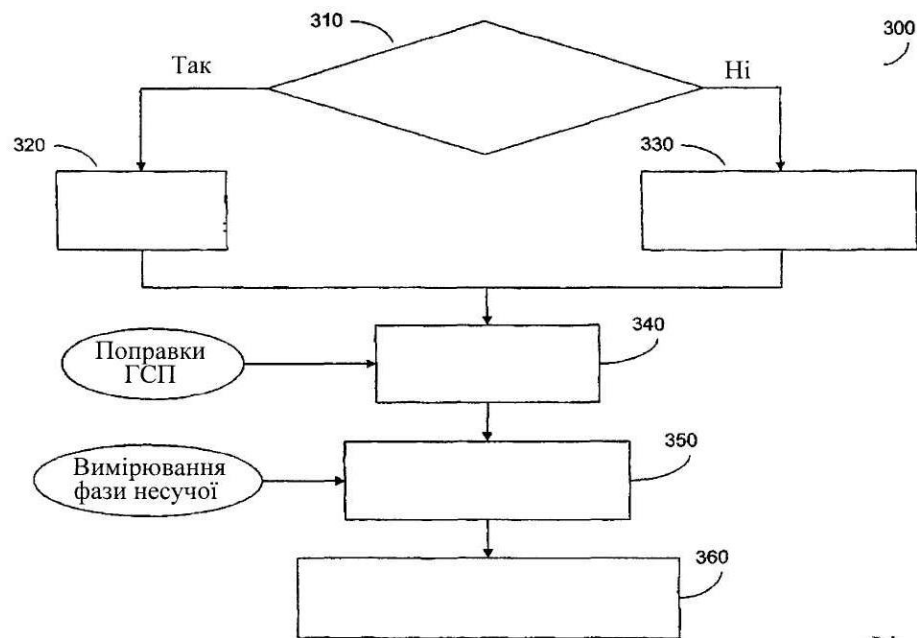 310
300
Так
Ні
320
330
340
Поправки
ГСП
350
Вимірювання
фази несучої
360